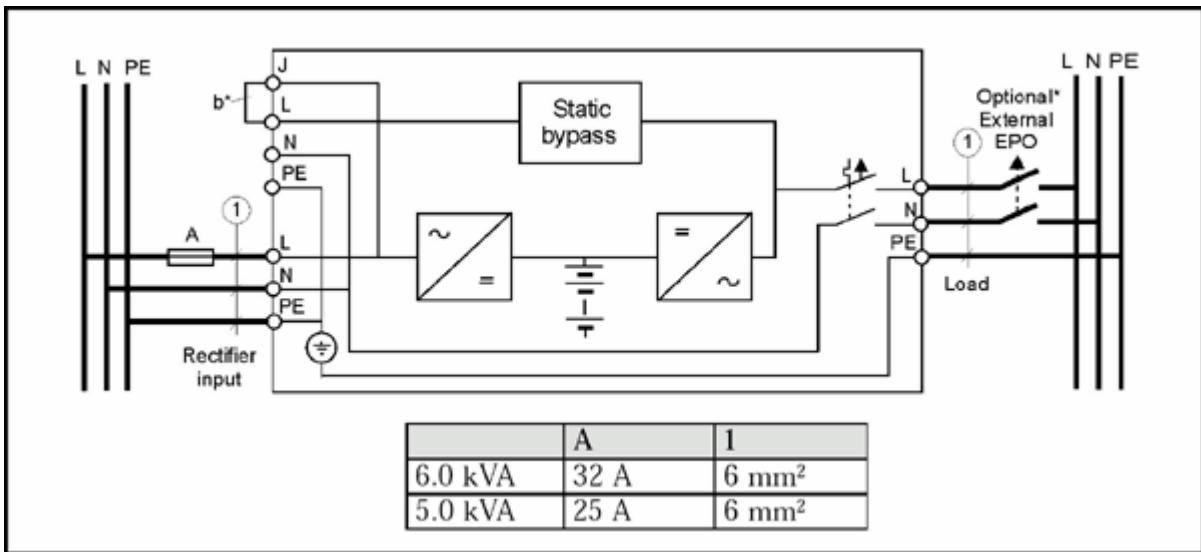 L N PE
J
b*
L
N
PE
1
A
L
N
PE
Rectifier
input
Static
bypass
~
=
=
~
L
N
PE
Load
1
Optional*
External
EPO
L N PE
A 1
6.0 kVA 32 A 6 mm²
5.0 kVA 25 A 6 mm²